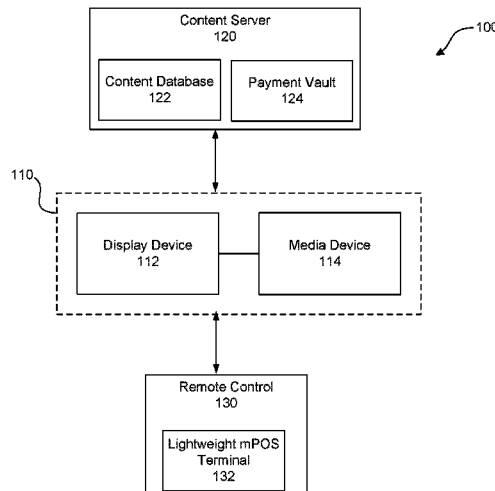 Content Server
120
100
Content Database
122
Payment Vault
124
110
Display Device
112
Media Device
114
Remote Control
130
Lightweight mPOS
Terminal
132